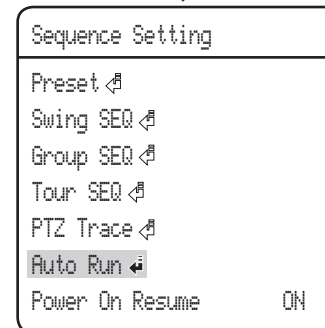 Sequence Setting
Preset ↲
Swing SEQ ↲
Group SEQ ↲
Tour SEQ ↲
PTZ Trace ↲
Auto Run ↲
Power On Resume ON